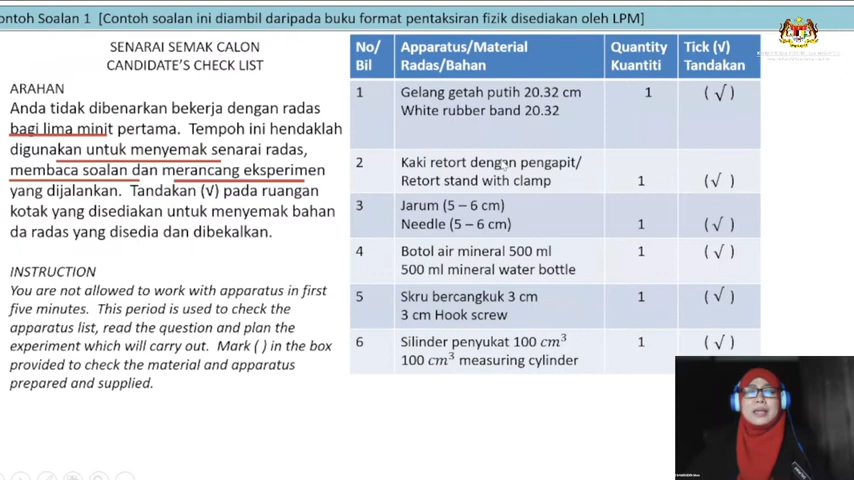 ontoh Soalan 1 [Contoh soalan ini diambil daripada buku format pentaksiran fizik disediakan oleh LPM]
SENARAI SEMAK CALON
CANDIDATE'S CHECK LIST
ARAHAN
Anda tidak dibenarkan bekerja dengan radas
bagi lima minit pertama. Tempoh ini hendaklah
digunakan untuk menyemak senarai radas,
membaca soalan dan merancang eksperimen
yang dijalankan. Tandakan (√) pada ruangan
kotak yang disediakan untuk menyemak bahan
da radas yang disedia dan dibekalkan.
INSTRUCTION
You are not allowed to work with apparatus in first
five minutes. This period is used to check the
apparatus list, read the question and plan the
experiment which will carry out. Mark ( ) in the box
provided to check the material and apparatus
prepared and supplied.
No/ Apparatus/Material Quantity Tick (√)
Bil Radas/Bahan Kuantiti Tandakan
1 Gelang getah putih 20.32 cm 1 ( √ )
White rubber band 20.32
2 Kaki retort dengan pengapit/
Retort stand with clamp 1 ( √ )
3 Jarum (5 – 6 cm)
Needle (5 – 6 cm) 1 ( √ )
4 Botol air mineral 500 ml 1 ( √ )
500 ml mineral water bottle
5 Skru bercangkuk 3 cm 1 ( √ )
3 cm Hook screw
6 Silinder penyukat 100 cm³ 1 ( √ )
100 cm³ measuring cylinder